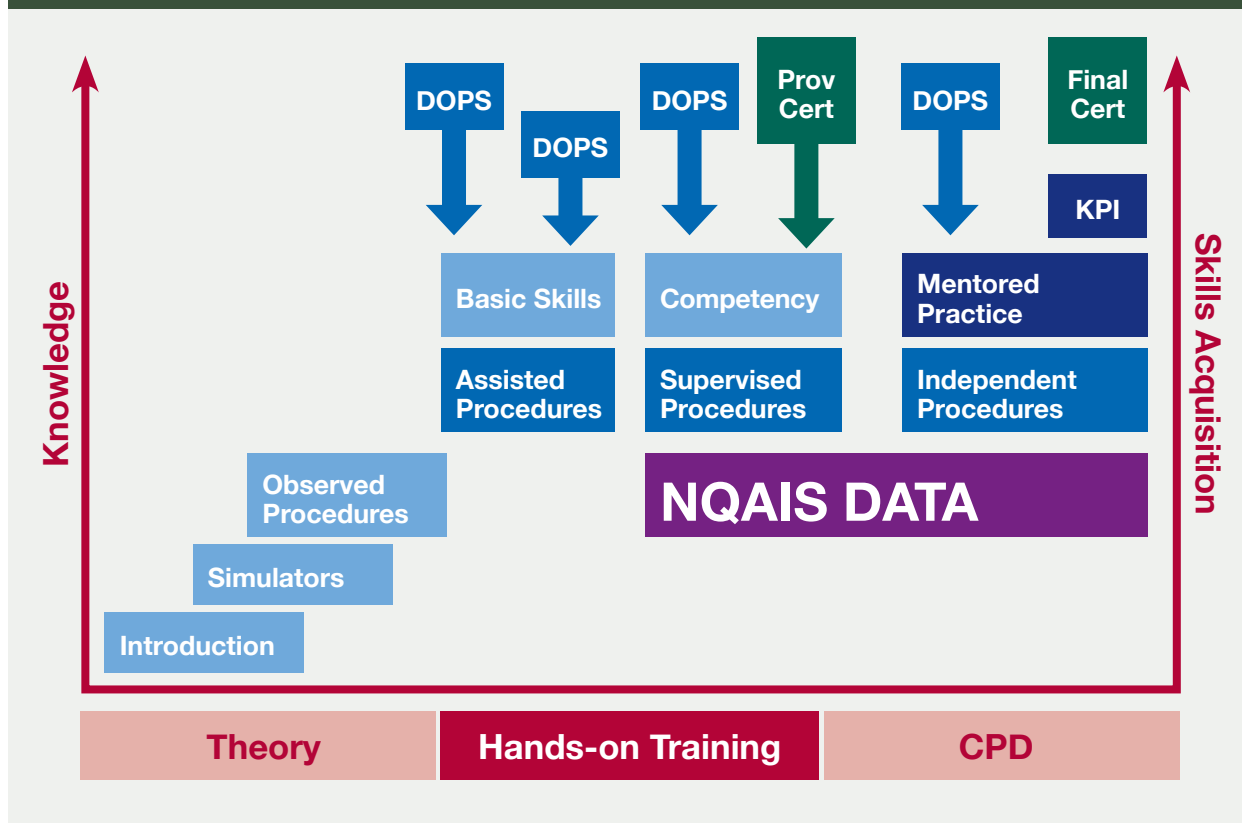 DOPS
DOPS
DOPS
Prov
Cert
DOPS
Final
Cert
KPI
Knowledge
Skills Acquisition
Basic Skills
Competency
Mentored
Practice
Assisted
Procedures
Supervised
Procedures
Independent
Procedures
Observed
Procedures
NQAIS DATA
Simulators
Introduction
Theory
Hands-on Training
CPD